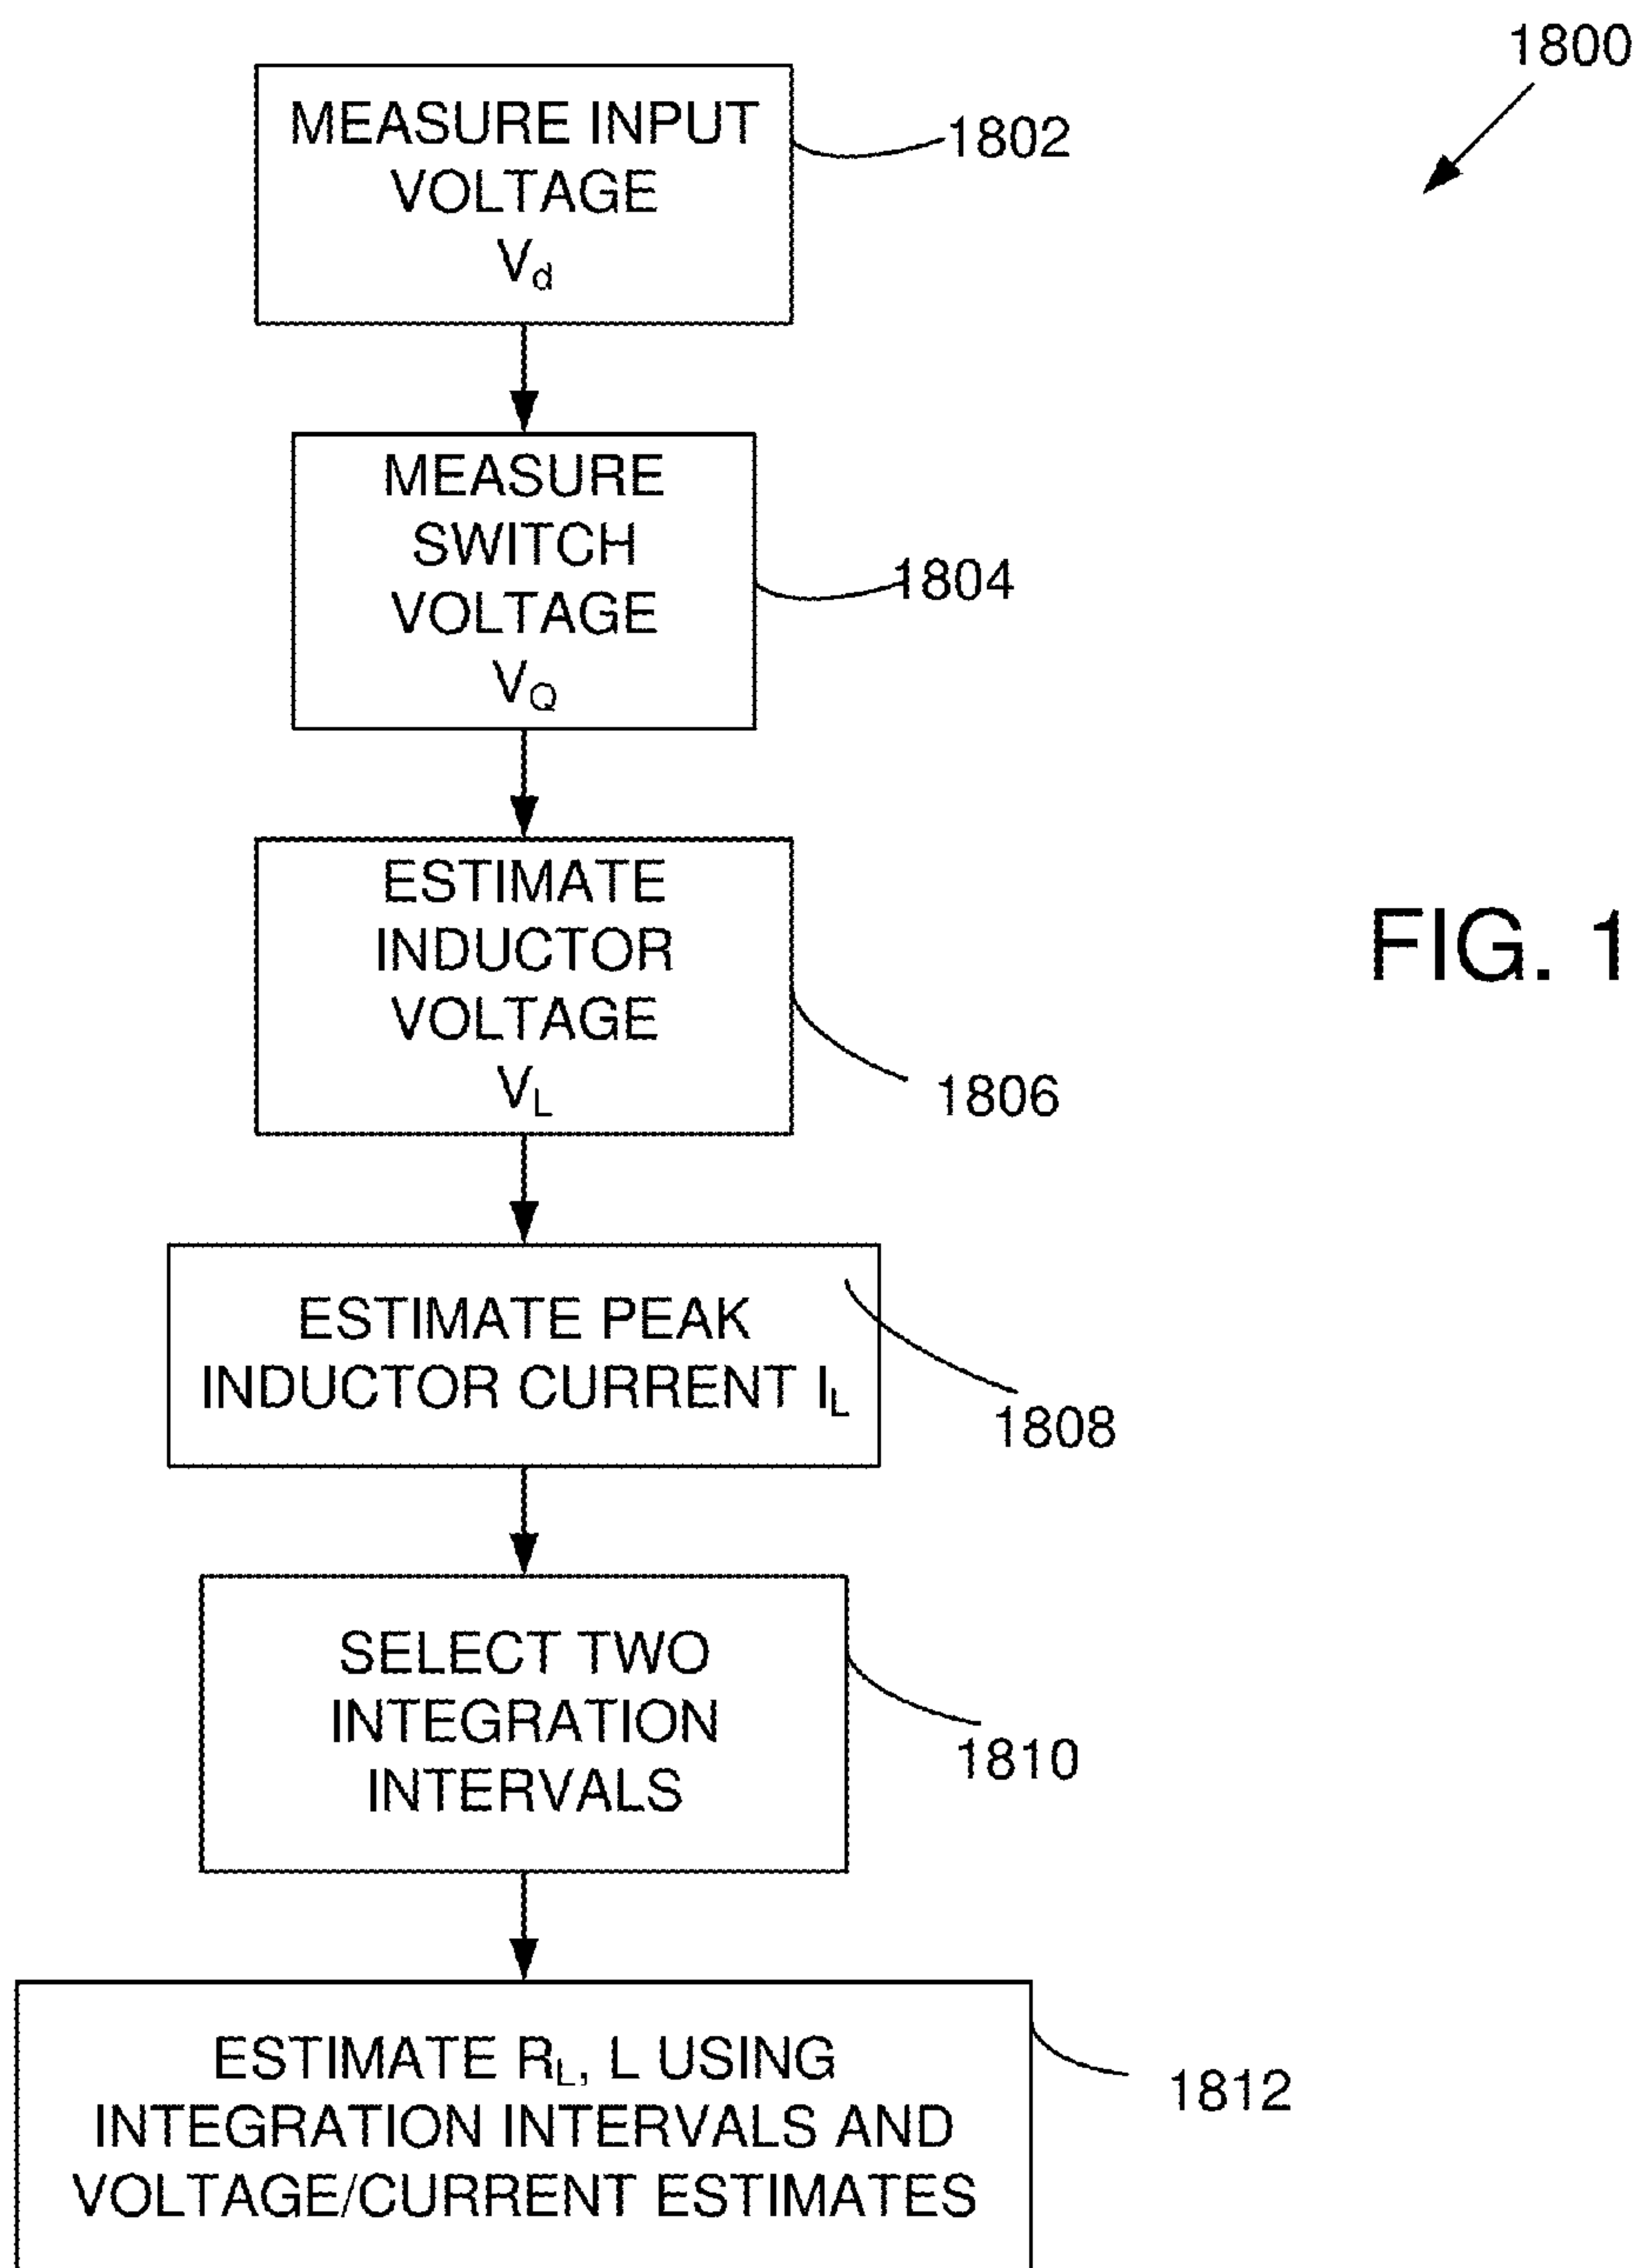 1800
MEASURE INPUT
VOLTAGE
Vd
1802
MEASURE
SWITCH
VOLTAGE
VQ
1804
ESTIMATE
INDUCTOR
VOLTAGE
VL
1806
FIG. 1
ESTIMATE PEAK
INDUCTOR CURRENT IL
1808
SELECT TWO
INTEGRATION
INTERVALS
1810
ESTIMATE RL, L USING
INTEGRATION INTERVALS AND
VOLTAGE/CURRENT ESTIMATES
1812